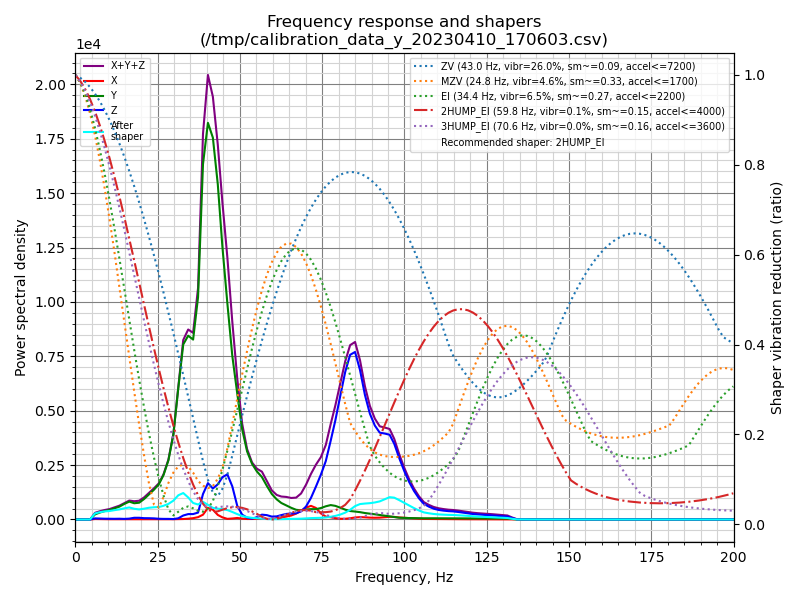 Frequency response and shapers
(/tmp/calibration_data_y_20230410_170603.csv)
1e4
X+Y+Z
X
Y
Z
After
shaper
ZV (43.0 Hz, vibr=26.0%, sm~=0.09, accel<=7200)
MZV (24.8 Hz, vibr=4.6%, sm~=0.33, accel<=1700)
EI (34.4 Hz, vibr=6.5%, sm~=0.27, accel<=2200)
2HUMP_EI (59.8 Hz, vibr=0.1%, sm~=0.15, accel<=4000)
3HUMP_EI (70.6 Hz, vibr=0.0%, sm~=0.16, accel<=3600)
Recommended shaper: 2HUMP_EI
Power spectral density
2.00
1.75
1.50
1.25
1.00
0.75
0.50
0.25
0.00
1.0
0.8
0.6
0.4
0.2
0.0
Shaper vibration reduction (ratio)
0 25 50 75 100 125 150 175 200
Frequency, Hz